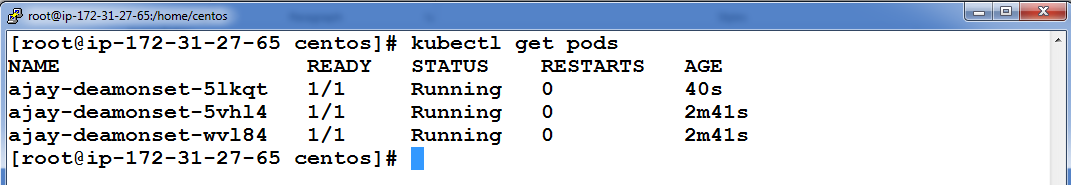 root@ip-172-31-27-65:/home/centos
[root@ip-172-31-27-65 centos]# kubectl get pods
NAME READY STATUS RESTARTS AGE
ajay-deamonset-5lkqt 1/1 Running 0 40s
ajay-deamonset-5vhl4 1/1 Running 0 2m41s
ajay-deamonset-wvl84 1/1 Running 0 2m41s
[root@ip-172-31-27-65 centos]#